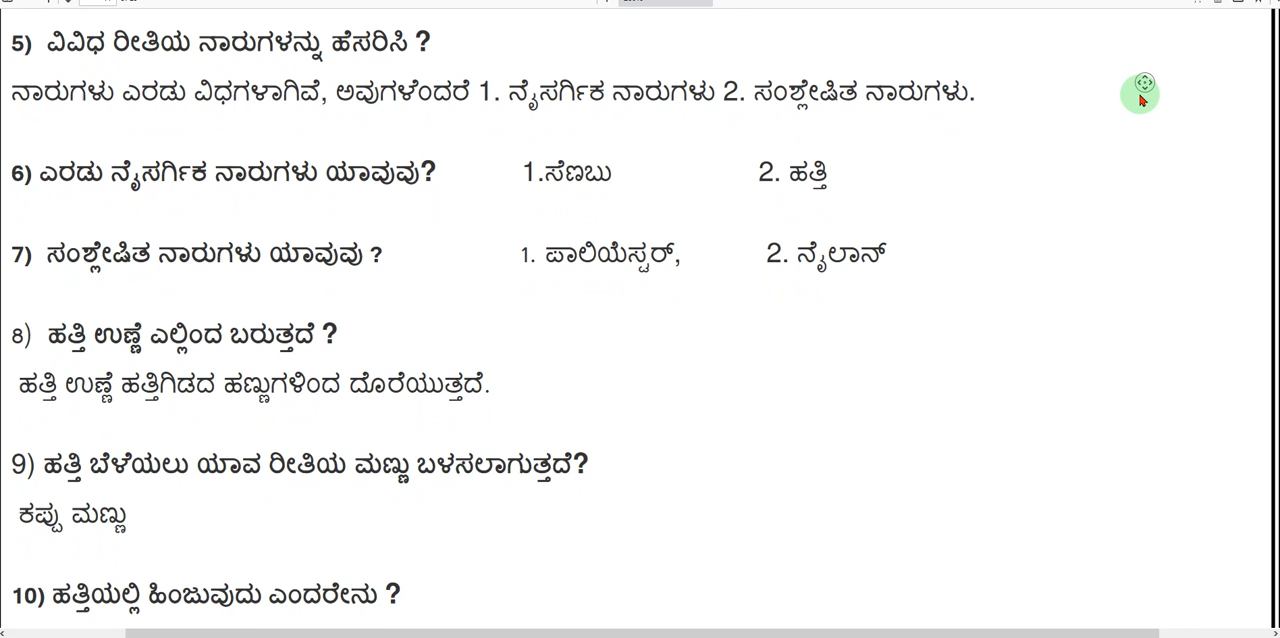 5) ವಿವಿಧ ರೀತಿಯ ನಾರುಗಳನ್ನು ಹೆಸರಿಸಿ ?
ನಾರುಗಳು ಎರಡು ವಿಧಗಳಾಗಿವೆ, ಅವುಗಳೆಂದರೆ 1. ನೈಸರ್ಗಿಕ ನಾರುಗಳು 2. ಸಂಶ್ಲೇಷಿತ ನಾರುಗಳು.
6) ಎರಡು ನೈಸರ್ಗಿಕ ನಾರುಗಳು ಯಾವುವು? 1.ಸೆಣಬು 2. ಹತ್ತಿ
7) ಸಂಶ್ಲೇಷಿತ ನಾರುಗಳು ಯಾವುವು ? 1. ಪಾಲಿಯೆಸ್ಟರ್, 2. ನೈಲಾನ್
8) ಹತ್ತಿ ಉಣ್ಣೆ ಎಲ್ಲಿಂದ ಬರುತ್ತದೆ ?
ಹತ್ತಿ ಉಣ್ಣೆ ಹತ್ತಿಗಿಡದ ಹಣ್ಣುಗಳಿಂದ ದೊರೆಯುತ್ತದೆ.
9) ಹತ್ತಿ ಬೆಳೆಯಲು ಯಾವ ರೀತಿಯ ಮಣ್ಣು ಬಳಸಲಾಗುತ್ತದೆ?
ಕಪ್ಪು ಮಣ್ಣು
10) ಹತ್ತಿಯಲ್ಲಿ ಹಿಂಜುವುದು ಎಂದರೇನು ?